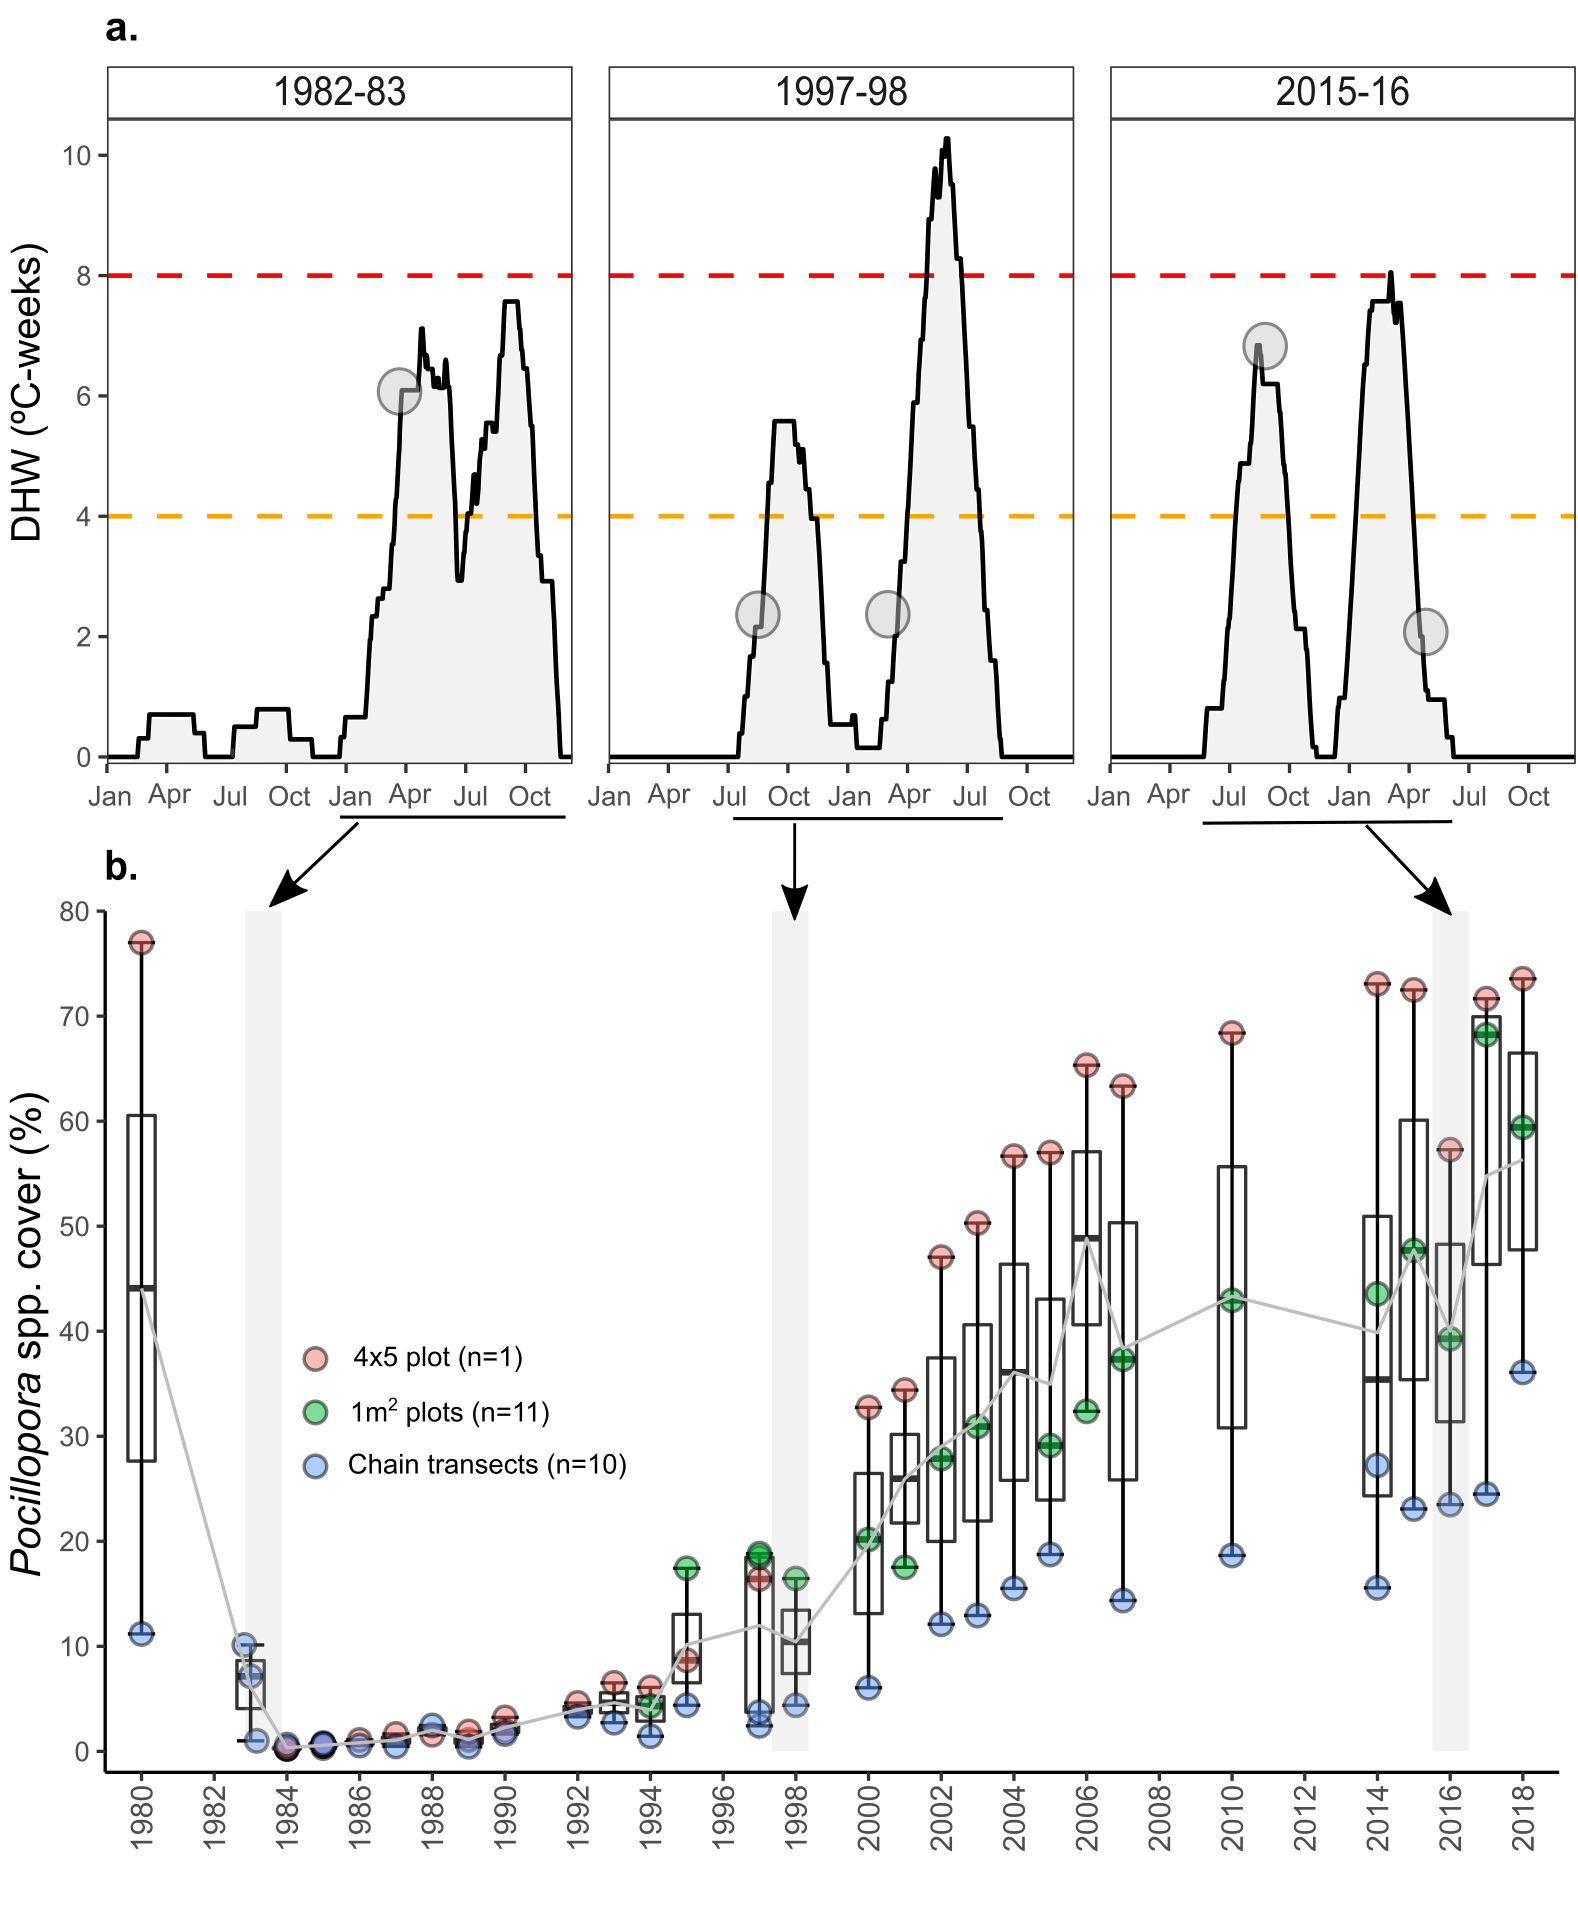 a.
1982-83 1997-98 2015-16
DHW (ºC-weeks)
10
8
6
4
2
0
Jan Apr Jul Oct Jan Apr Jul Oct Jan Apr Jul Oct Jan Apr Jul Oct Jan Apr Jul Oct Jan Apr Jul Oct
b.
Pocillopora spp. cover (%)
80
70
60
50
40
30
20
10
0
4x5 plot (n=1)
1m² plots (n=11)
Chain transects (n=10)
1980 1982 1984 1986 1988 1990 1992 1994 1996 1998 2000 2002 2004 2006 2008 2010 2012 2014 2016 2018